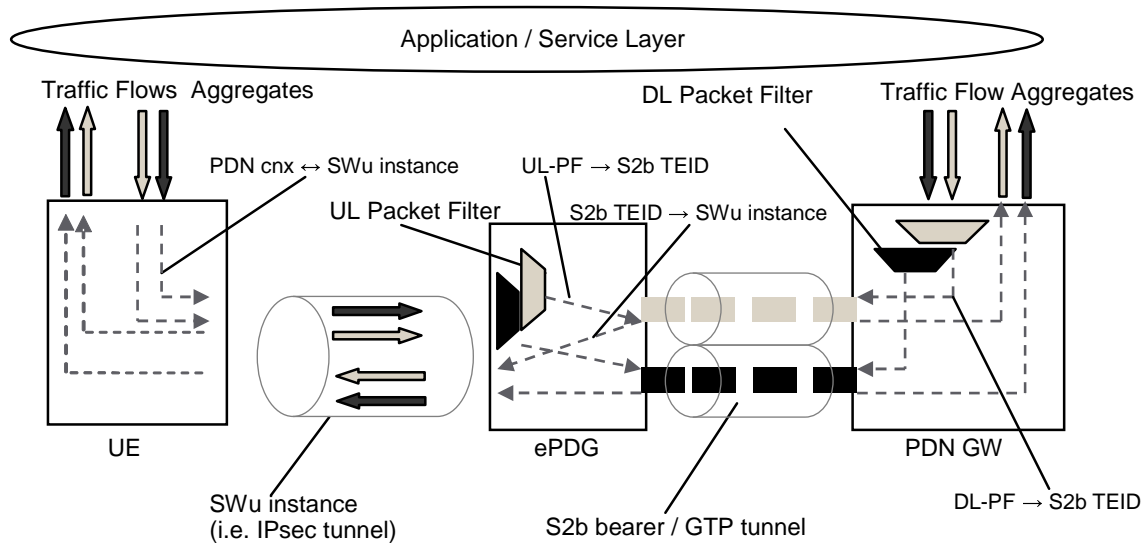 Application / Service Layer
Traffic Flows Aggregates
DL Packet Filter
Traffic Flow Aggregates
PDN cnx ↔ SWu instance
UL-PF → S2b TEID
UL Packet Filter
S2b TEID → SWu instance
UE
ePDG
PDN GW
SWu instance
(i.e. IPsec tunnel)
S2b bearer / GTP tunnel
DL-PF → S2b TEID